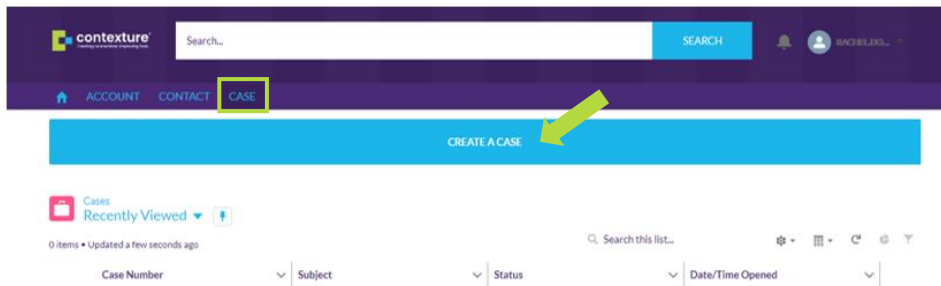 contexture
Search...
SEARCH
ACCOUNT CONTACT CASE
CREATE A CASE
Cases
Recently Viewed
0 items • Updated a few seconds ago
Search this list...
Case Number Subject Status Date/Time Opened